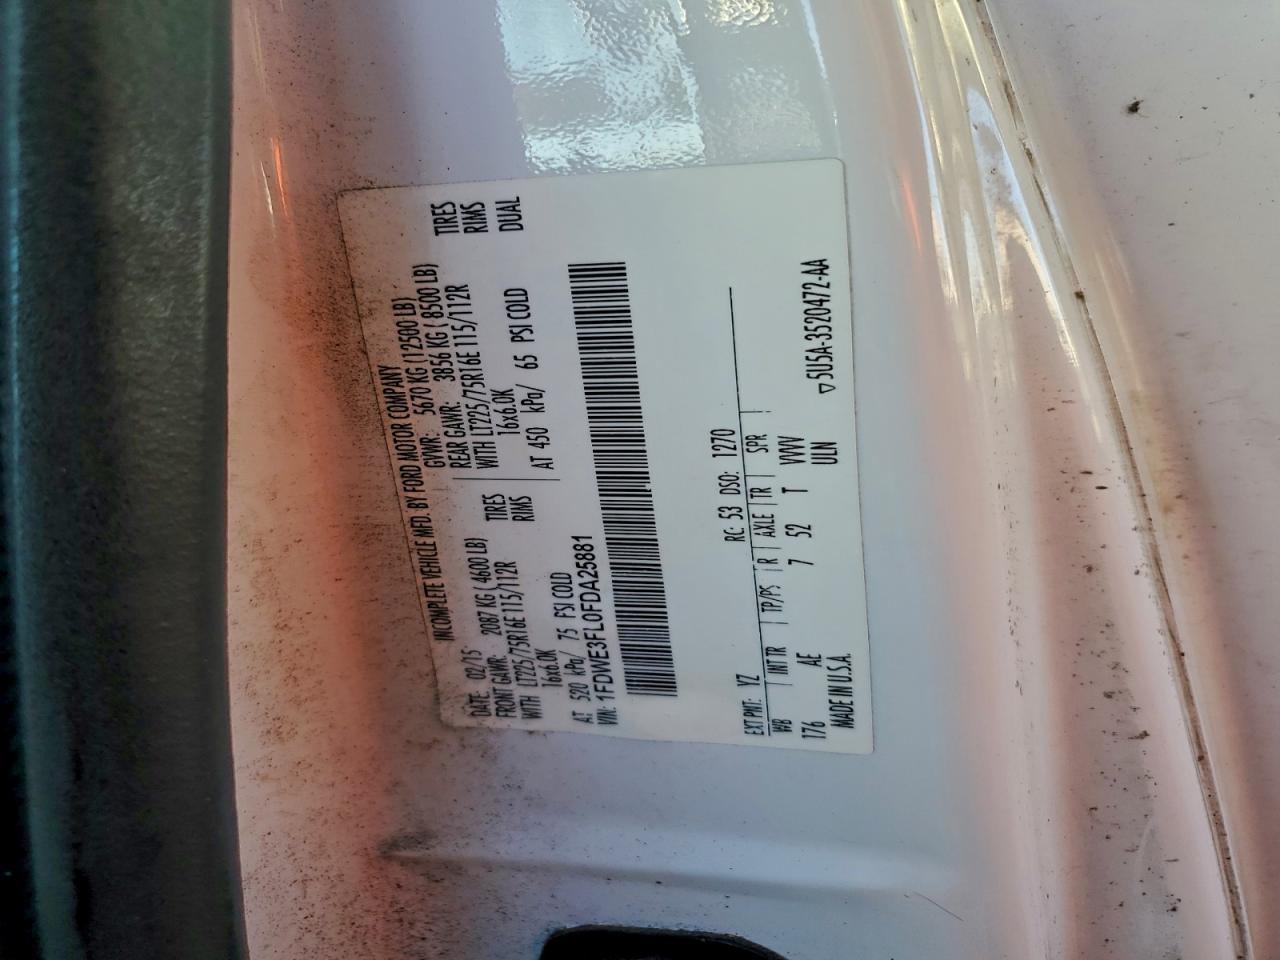 INCOMPLETE VEHICLE MFD. BY FORD MOTOR COMPANY
DATE: 02/15 GVWR: 5670 KG (12500 LB)
FRONT GAWR: 2087 KG ( 4600 LB) REAR GAWR: 3856 KG ( 8500 LB)
WITH LT225/75R16E 115/112R TIRES WITH LT225/75R16E 115/112R TIRES
16x6.0K RIMS 16x6.0K RIMS
AT 520 kPa/ 75 PSI COLD AT 450 kPa/ 65 PSI COLD DUAL
VIN: 1FDWE3FL0FDA25881
EXT PNT: YZ RC: 53 DSO: 1270
WB INT TR TP/PS R AXLE TR SPR
176 AE 7 52 T VVV
MADE IN U.S.A. ULN
▽5U5A-3520472-AA